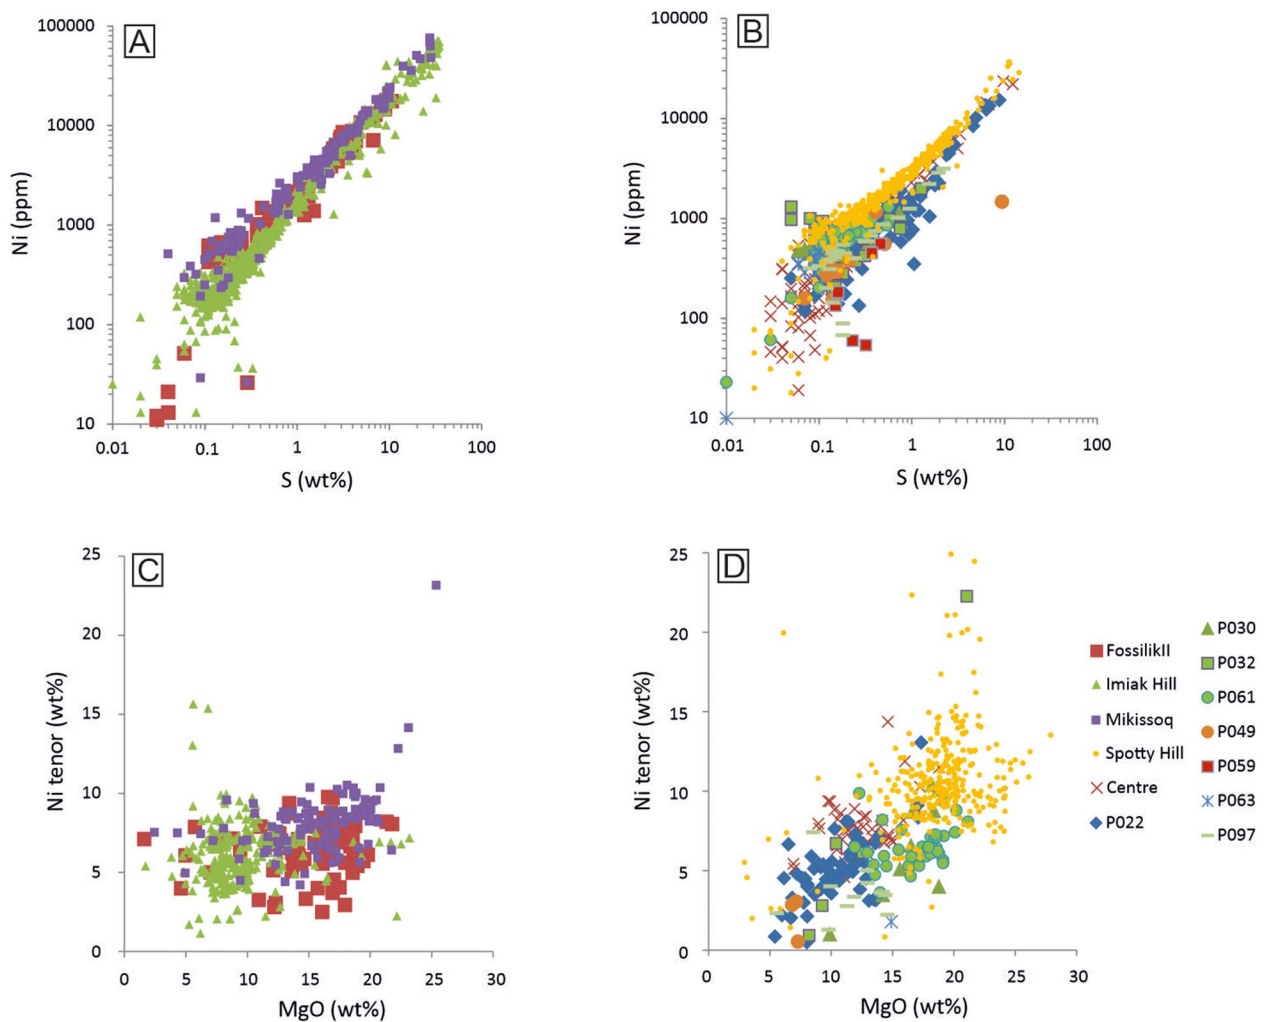 A
100000
10000
1000
100
10
Ni (ppm)
0.01 0.1 1 10 100
S (wt%)
B
100000
10000
1000
100
10
Ni (ppm)
0.01 0.1 1 10 100
S (wt%)
C
25
20
15
10
5
0
Ni tenor (wt%)
0 5 10 15 20 25 30
MgO (wt%)
D
25
20
15
10
5
0
Ni tenor (wt%)
0 5 10 15 20 25 30
MgO (wt%)
FossilikII
Imiak Hill
Mikissoq
Spotty Hill
Centre
P022
P030
P032
P061
P049
P059
P063
P097